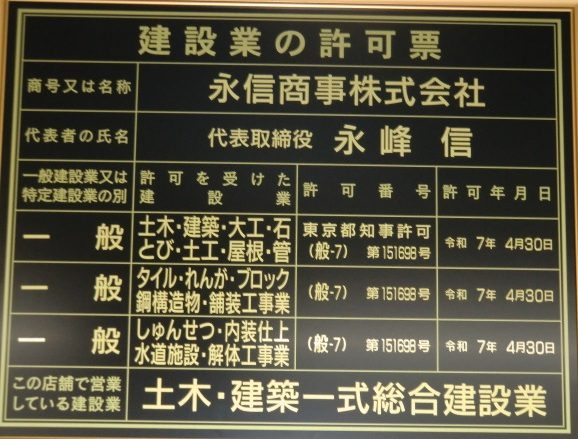 建設業の許可票
商号又は名称 永信商事株式会社
代表者の氏名 代表取締役 永峰 信
一般建設業又は
特定建設業の別
許可を受けた
建設業
許可番号
許可年月日
一般
土木・建築・大工・石
とび・土工・屋根・管
東京都知事許可
(般-7) 第151698号
令和 7年 4月30日
一般
タイル・れんが・ブロック
鋼構造物・舗装工事業
(般-7) 第151698号
令和 7年 4月30日
一般
しゅんせつ・内装仕上
水道施設・解体工事業
(般-7) 第151698号
令和 7年 4月30日
この店舗で営業
している建設業
土木・建築一式総合建設業